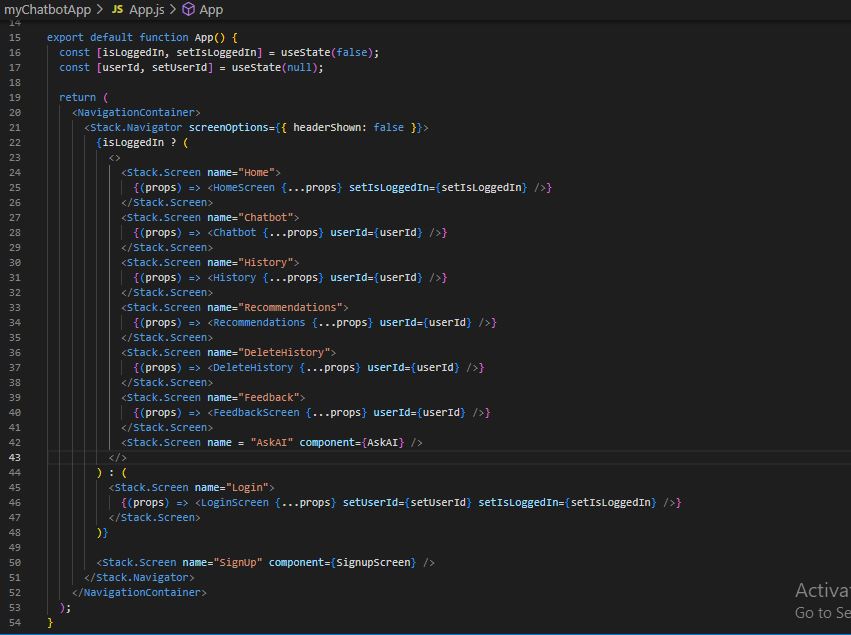 myChatbotApp > JS App.js > App
14
15 export default function App() {
16   const [isLoggedIn, setIsLoggedIn] = useState(false);
17   const [userId, setUserId] = useState(null);
18
19   return (
20     <NavigationContainer>
21       <Stack.Navigator screenOptions={{ headerShown: false }}>
22         {isLoggedIn ? (
23           <>
24             <Stack.Screen name="Home">
25               {(props) => <HomeScreen {...props} setIsLoggedIn={setIsLoggedIn} />}
26             </Stack.Screen>
27             <Stack.Screen name="Chatbot">
28               {(props) => <Chatbot {...props} userId={userId} />}
29             </Stack.Screen>
30             <Stack.Screen name="History">
31               {(props) => <History {...props} userId={userId} />}
32             </Stack.Screen>
33             <Stack.Screen name="Recommendations">
34               {(props) => <Recommendations {...props} userId={userId} />}
35             </Stack.Screen>
36             <Stack.Screen name="DeleteHistory">
37               {(props) => <DeleteHistory {...props} userId={userId} />}
38             </Stack.Screen>
39             <Stack.Screen name="Feedback">
40               {(props) => <FeedbackScreen {...props} userId={userId} />}
41             </Stack.Screen>
42             <Stack.Screen name = "AskAI" component={AskAI} />
43           </>
44         ) : (
45           <Stack.Screen name="Login">
46             {(props) => <LoginScreen {...props} setUserId={setUserId} setIsLoggedIn={setIsLoggedIn} />}
47           </Stack.Screen>
48         )}
49
50         <Stack.Screen name="SignUp" component={SignupScreen} />
51       </Stack.Navigator>
52     </NavigationContainer>
53   );
54 }
Activa
Go to Se